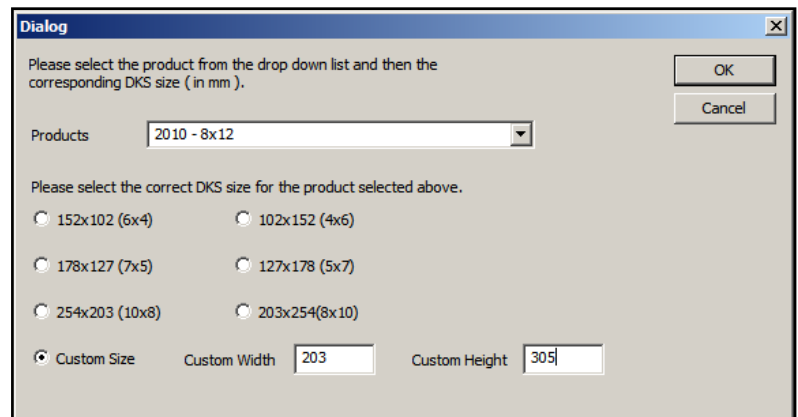 Dialog
Please select the product from the drop down list and then the
corresponding DKS size ( in mm ).
OK
Cancel
Products 2010 - 8x12
Please select the correct DKS size for the product selected above.
152x102 (6x4) 102x152 (4x6)
178x127 (7x5) 127x178 (5x7)
254x203 (10x8) 203x254(8x10)
Custom Size Custom Width 203 Custom Height 305